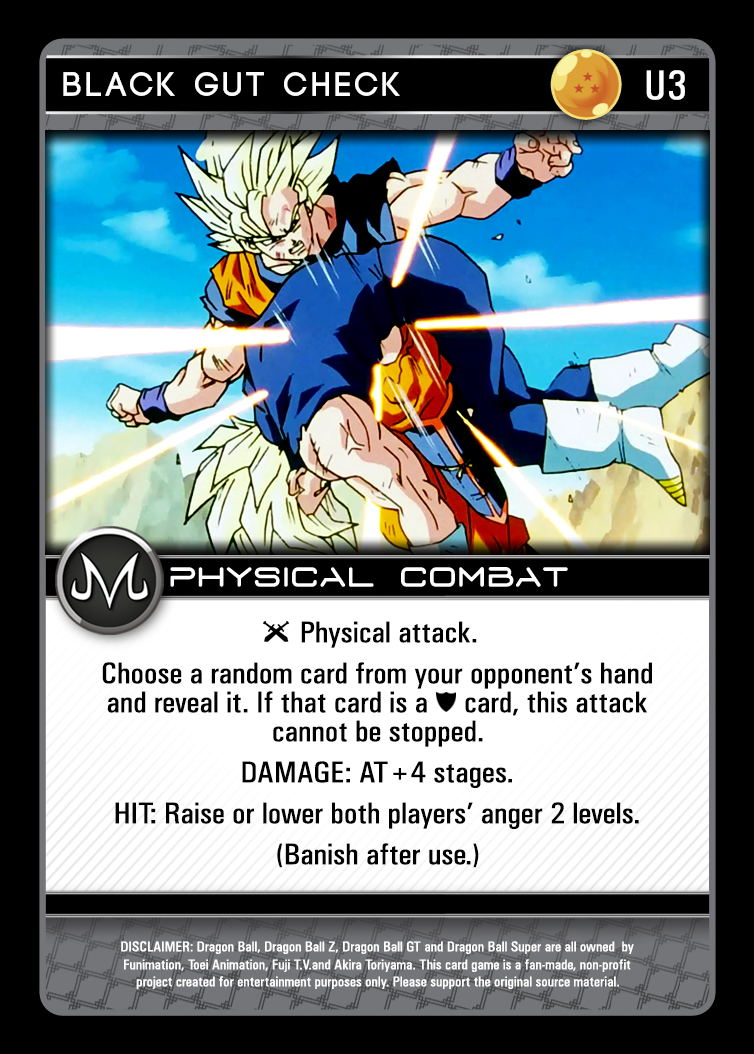 BLACK GUT CHECK U3
PHYSICAL COMBAT
Physical attack.
Choose a random card from your opponent's hand
and reveal it. If that card is a card, this attack
cannot be stopped.
DAMAGE: AT+4 stages.
HIT: Raise or lower both players' anger 2 levels.
(Banish after use.)
DISCLAIMER: Dragon Ball, Dragon Ball Z, Dragon Ball GT and Dragon Ball Super are all owned by
Funimation, Toei Animation, Fuji T.V.and Akira Toriyama. This card game is a fan-made, non-profit
project created for entertainment purposes only. Please support the original source material.